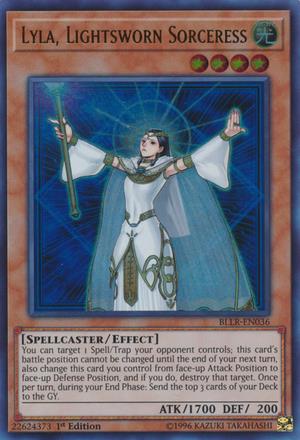 LYLA, LIGHTSWORN SORCERESS
光
BLLR-EN036
[SPELLCASTER/EFFECT]
You can target 1 Spell/Trap your opponent controls; this card's
battle position cannot be changed until the end of your next turn,
also change this card you control from face-up Attack Position to
face-up Defense Position, and if you do, destroy that target. Once
per turn, during your End Phase: Send the top 3 cards of your Deck
to the GY.
ATK/1700 DEF/ 200
22624373 1st Edition ©1996 KAZUKI TAKAHASHI